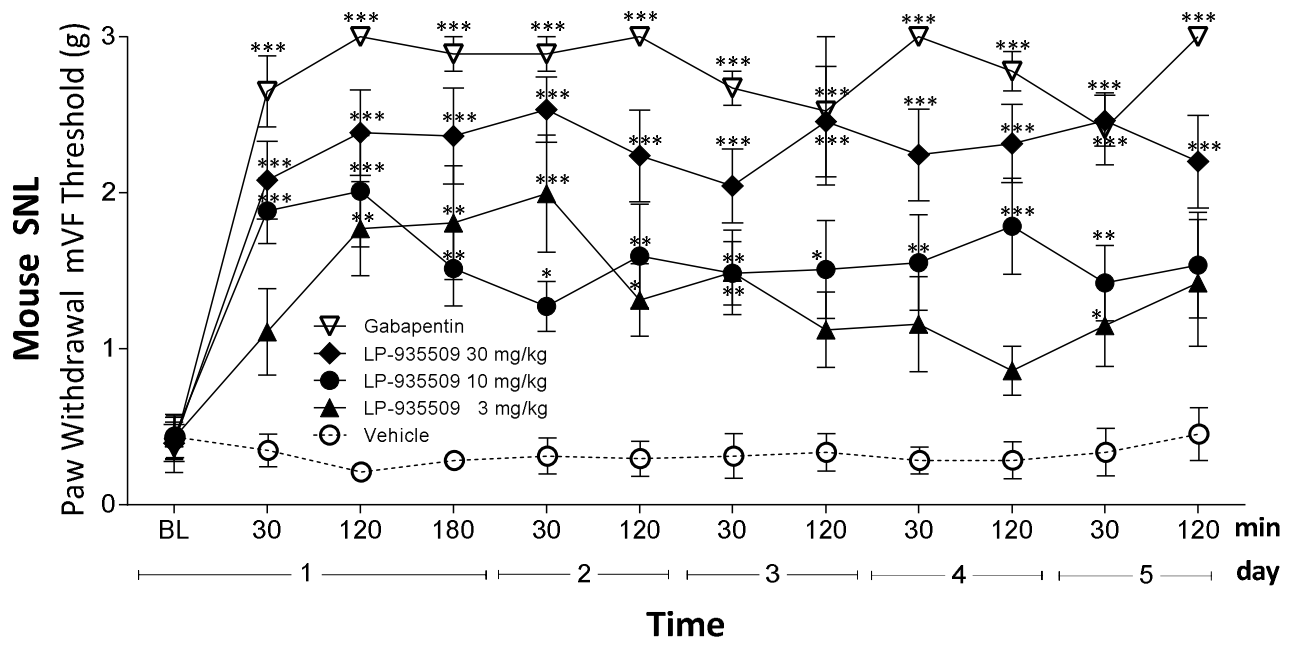 Mouse SNL
Paw Withdrawal mVF Threshold (g)
3
2
1
0
*** *** *** *** *** *** *** *** *** *** ***
*** *** *** *** *** *** *** *** *** *** ***
*** *** ** * ** ** * ** *** **
** ** *** * ** *
Gabapentin
LP-935509 30 mg/kg
LP-935509 10 mg/kg
LP-935509 3 mg/kg
Vehicle
BL 30 120 180 30 120 30 120 30 120 30 120 min
1 2 3 4 5 day
Time